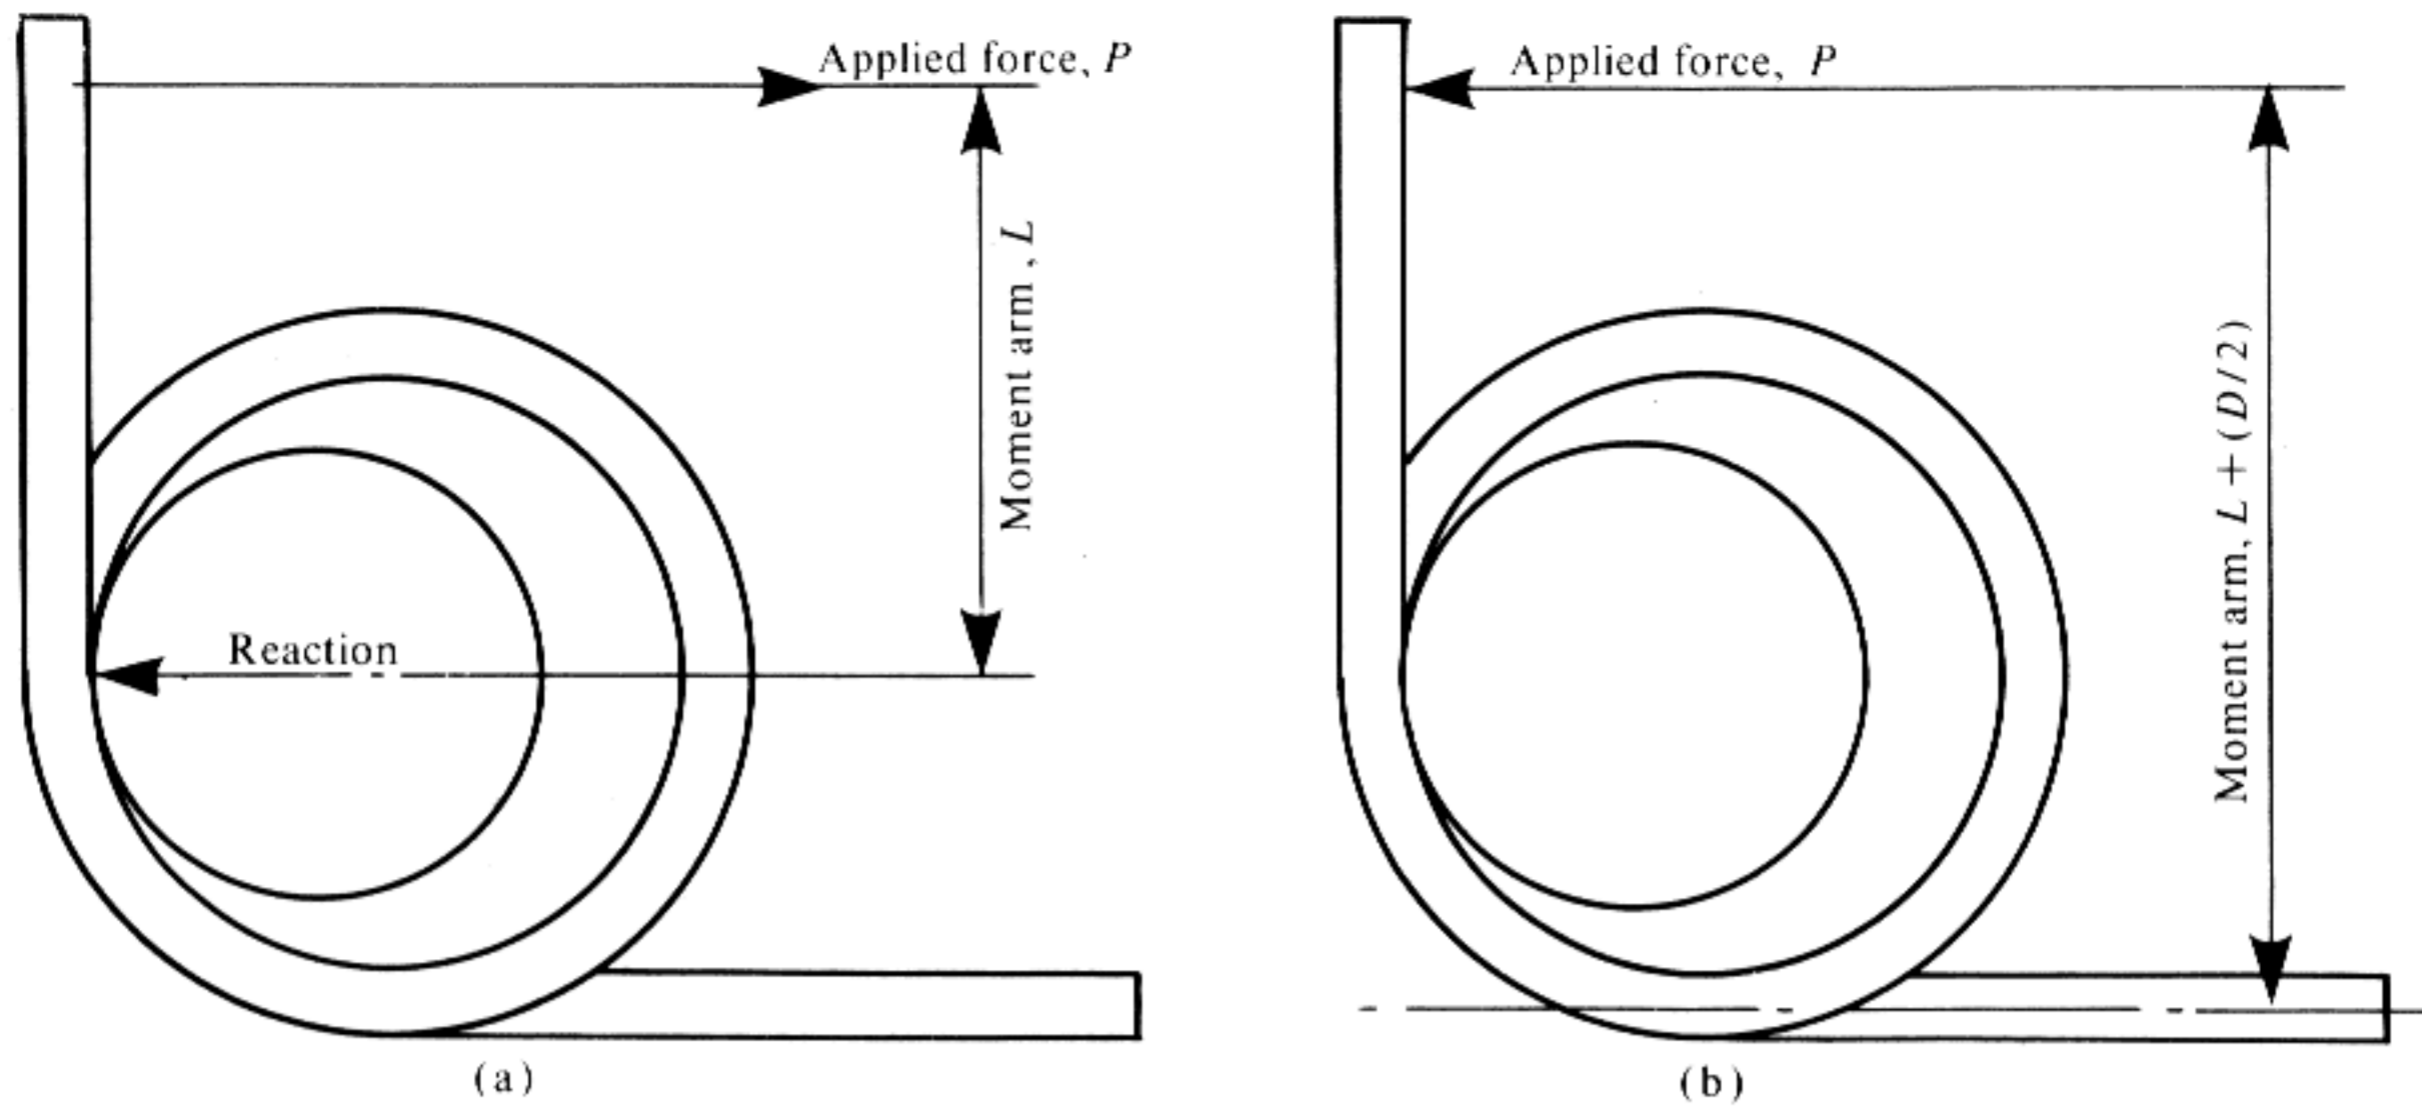 Applied force, P
Moment arm, L
Reaction
(a)
Applied force, P
Moment arm, L + (D/2)
(b)